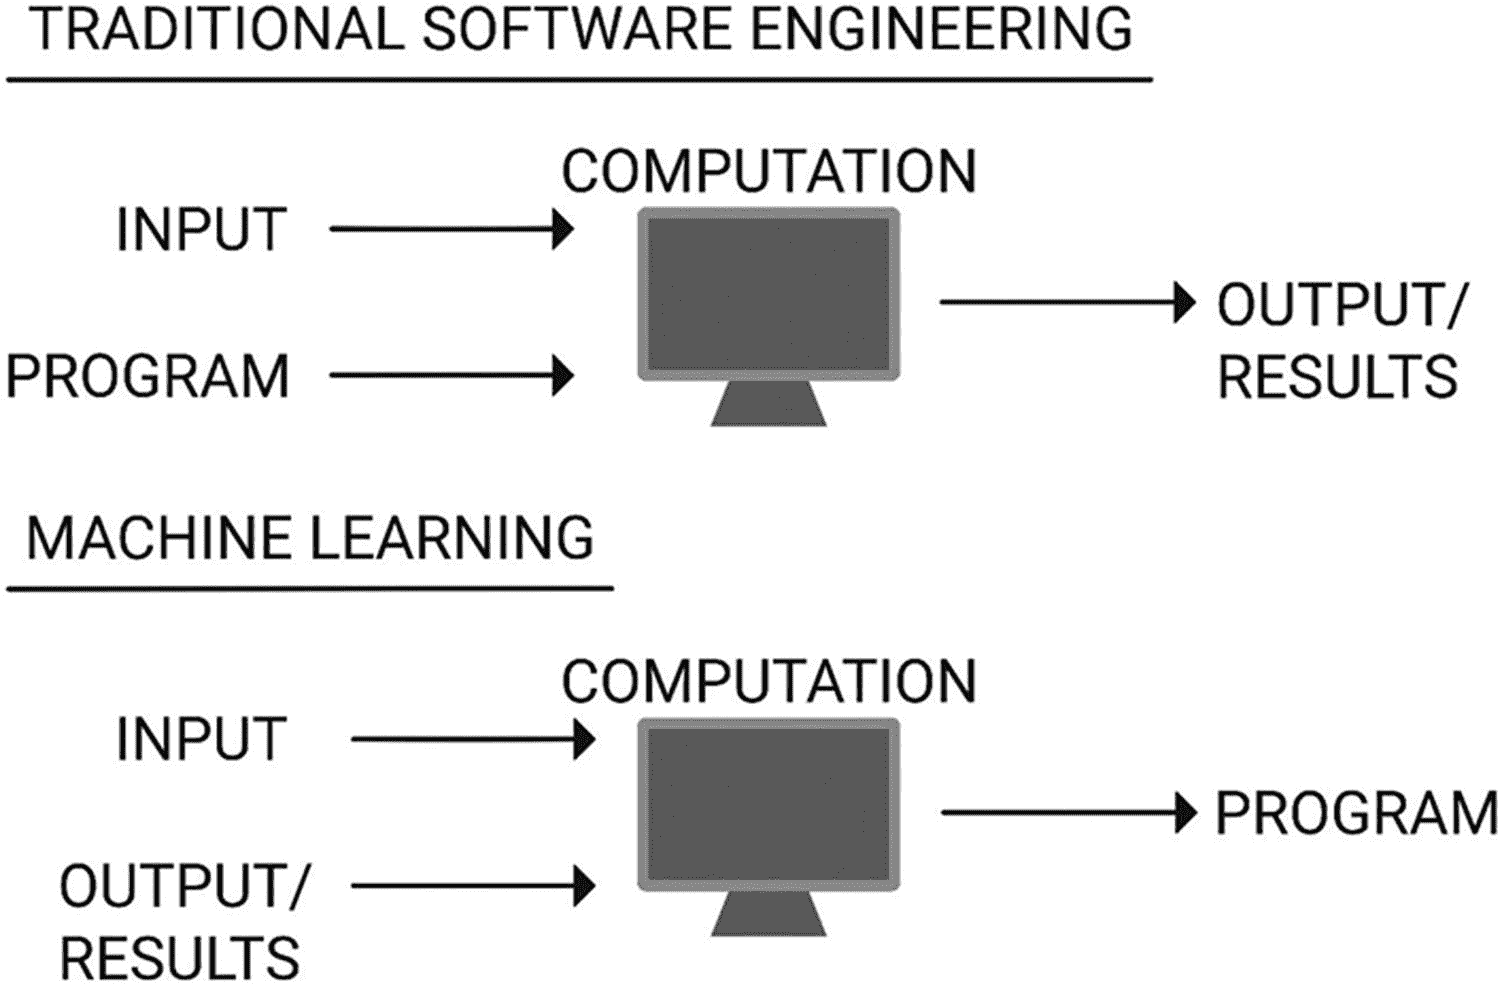 TRADITIONAL SOFTWARE ENGINEERING
COMPUTATION
INPUT
PROGRAM
OUTPUT/
RESULTS
MACHINE LEARNING
COMPUTATION
INPUT
OUTPUT/
RESULTS
PROGRAM